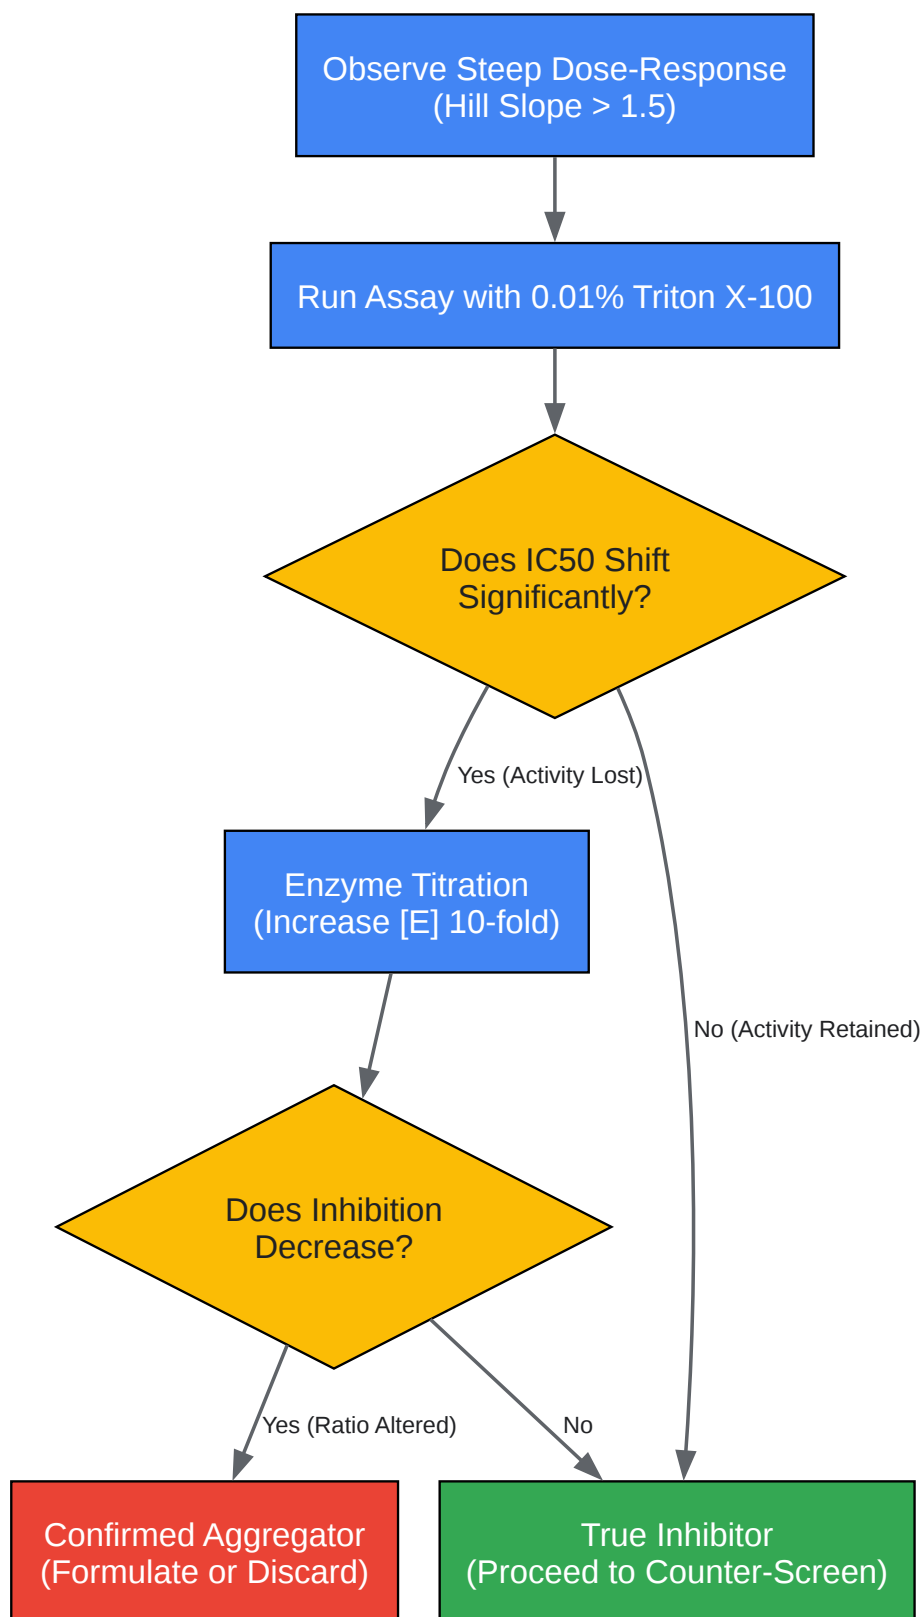 Observe Steep Dose-Response
(Hill Slope > 1.5)
Run Assay with 0.01% Triton X-100
Does IC50 Shift
Significantly?
Yes (Activity Lost)
Enzyme Titration
(Increase [E] 10-fold)
No (Activity Retained)
Does Inhibition
Decrease?
Yes (Ratio Altered)
No
Confirmed Aggregator
(Formulate or Discard)
True Inhibitor
(Proceed to Counter-Screen)